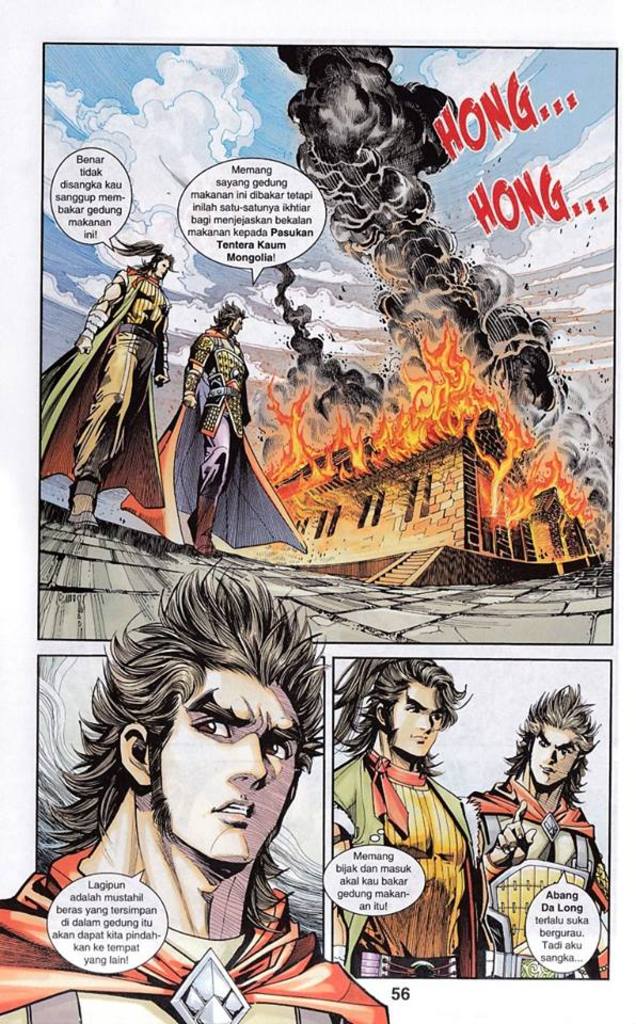 HONG...
HONG...
Benar
tidak
disangka kau
sanggup mem-
bakar gedung
makanan
ini!
Memang
sayang gedung
makanan ini dibakar tetapi
inilah satu-satunya ikhtiar
bagi menjejaskan bekalan
makanan kepada Pasukan
Tentera Kaum
Mongolia!
Lagipun
adalah mustahil
beras yang tersimpan
di dalam gedung itu
akan dapat kita pindah-
kan ke tempat
yang lain!
Memang
bijak dan masuk
akal kau bakar
gedung makan-
an itu!
Abang
Da Long
terlalu suka
bergurau.
Tadi aku
sangka...
56